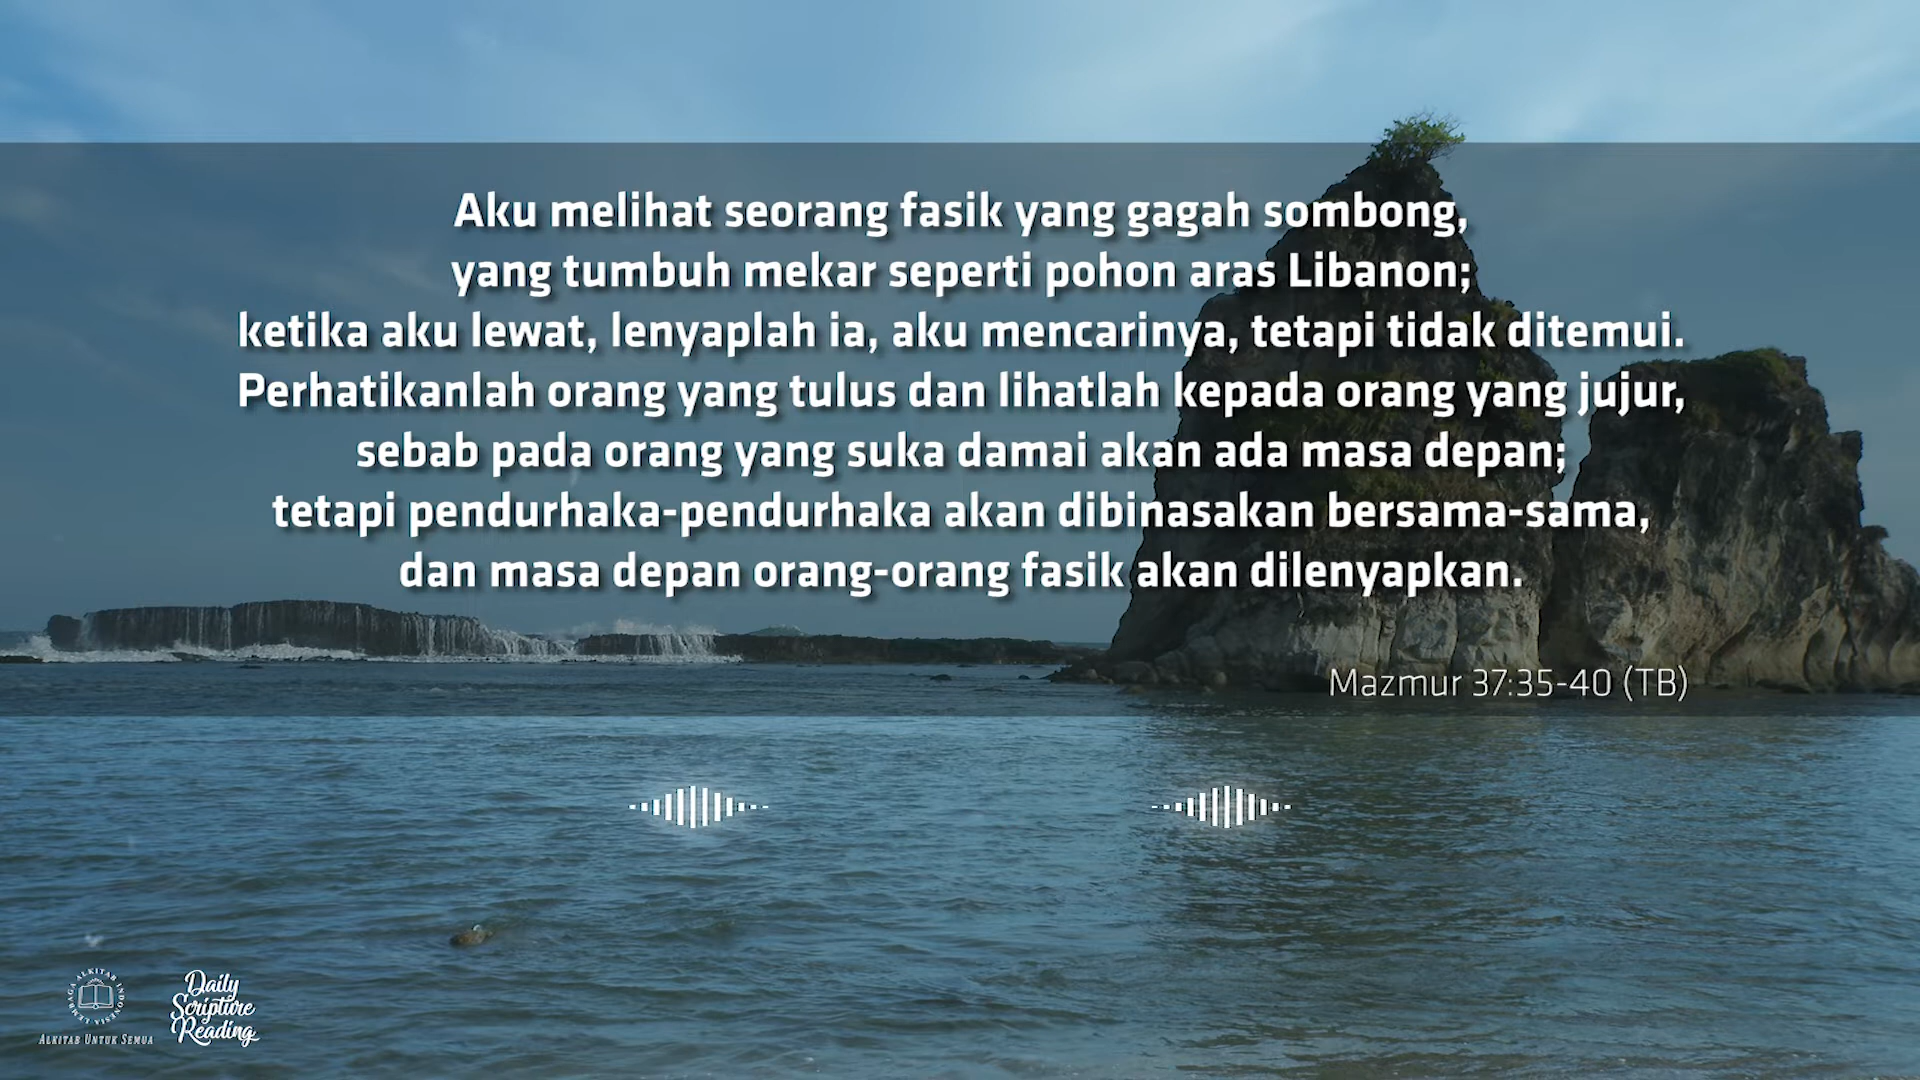 Aku melihat seorang fasik yang gagah sombong,
yang tumbuh mekar seperti pohon aras Libanon;
ketika aku lewat, lenyaplah ia, aku mencarinya, tetapi tidak ditemui.
Perhatikanlah orang yang tulus dan lihatlah kepada orang yang jujur,
sebab pada orang yang suka damai akan ada masa depan;
tetapi pendurhaka-pendurhaka akan dibinasakan bersama-sama,
dan masa depan orang-orang fasik akan dilenyapkan.
Mazmur 37:35-40 (TB)
LEMBAGA ALKITAB INDONESIA
ALKITAB UNTUK SEMUA
Daily
Scripture
Reading